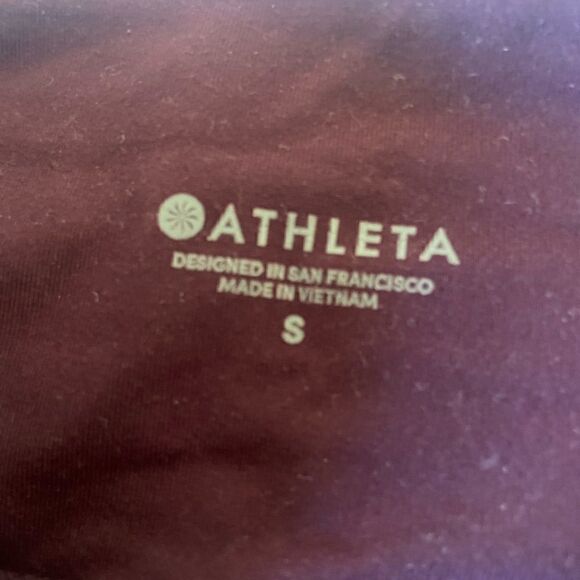 ATHLETA
DESIGNED IN SAN FRANCISCO
MADE IN VIETNAM
S